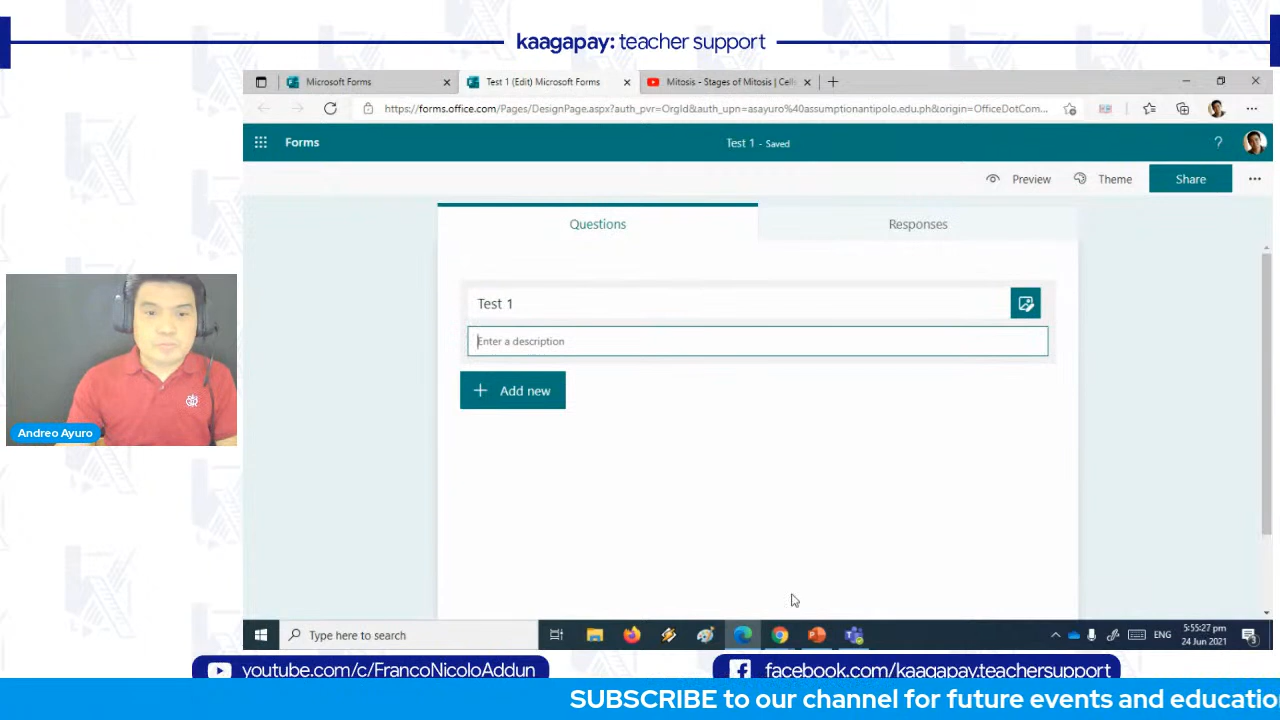 kaagapay: teacher support
Microsoft Forms
Test 1 (Edit) Microsoft Forms
Mitosis - Stages of Mitosis | Cells
https://forms.office.com/Pages/DesignPage.aspx?auth_pvr=OrgId&auth_upn=asayuro%40assumptionantipolo.edu.ph&origin=OfficeDotCom...
Forms
Test 1 - Saved
?
Preview
Theme
Share
Questions
Responses
Test 1
Enter a description
Add new
Andreo Ayuro
Type here to search
ENG
5:55:27 pm
24 Jun 2021
3
youtube.com/c/FrancoNicoloAddun
facebook.com/kaagapay.teachersupport
SUBSCRIBE to our channel for future events and educatio